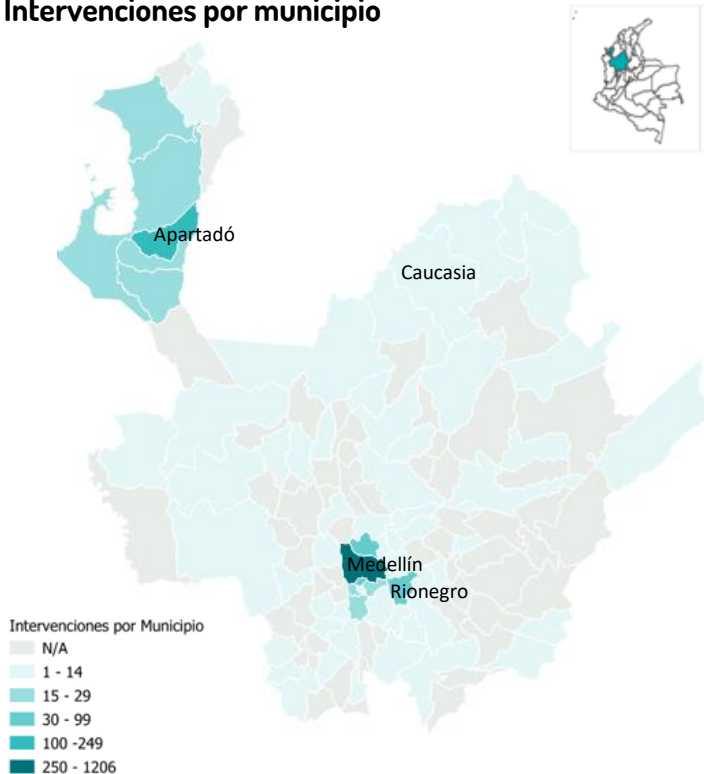 Intervenciones por municipio
Apartadó
Caucasia
Medellín
Rionegro
Intervenciones por Municipio
N/A
1 - 14
15 - 29
30 - 99
100 -249
250 - 1206